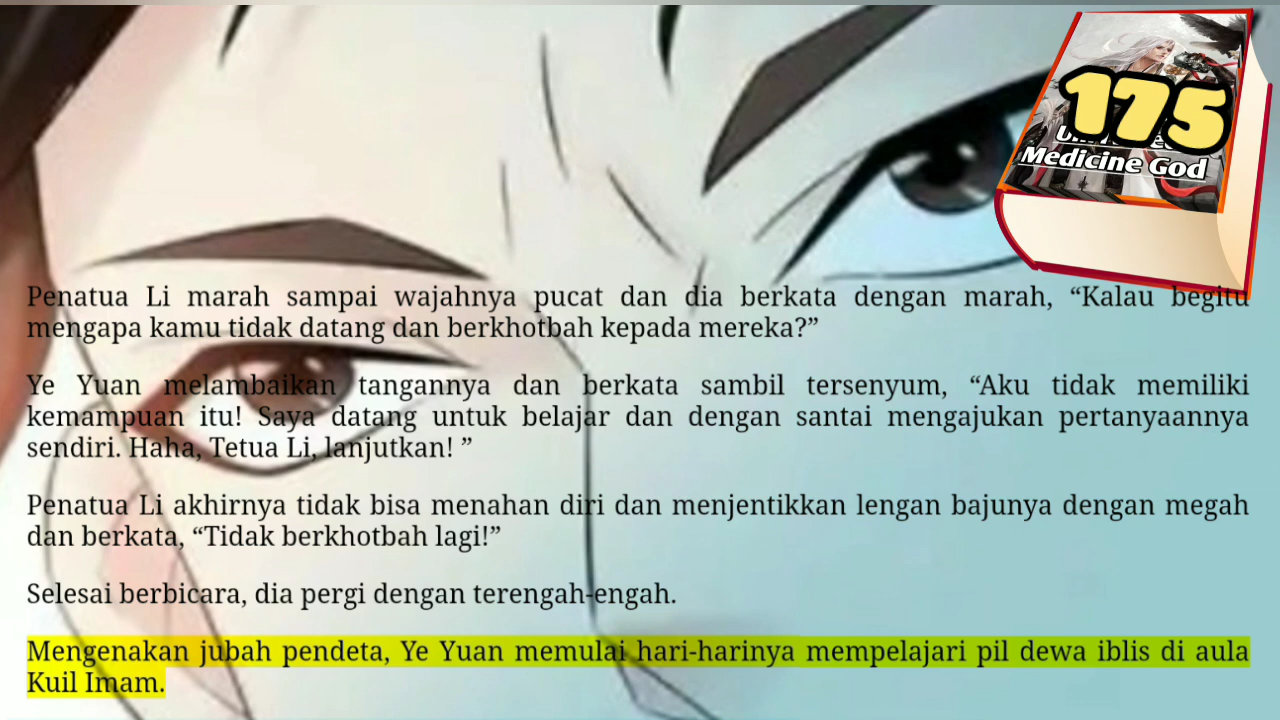 175
Medicine God
Penatua Li marah sampai wajahnya pucat dan dia berkata dengan marah, “Kalau begitu
mengapa kamu tidak datang dan berkhotbah kepada mereka?”
Ye Yuan melambaikan tangannya dan berkata sambil tersenyum, “Aku tidak memiliki
kemampuan itu! Saya datang untuk belajar dan dengan santai mengajukan pertanyaannya
sendiri. Haha, Tetua Li, lanjutkan! ”
Penatua Li akhirnya tidak bisa menahan diri dan menjentikkan lengan bajunya dengan megah
dan berkata, “Tidak berkhotbah lagi!”
Selesai berbicara, dia pergi dengan terengah-engah.
Mengenakan jubah pendeta, Ye Yuan memulai hari-harinya mempelajari pil dewa iblis di aula
Kuil Imam.